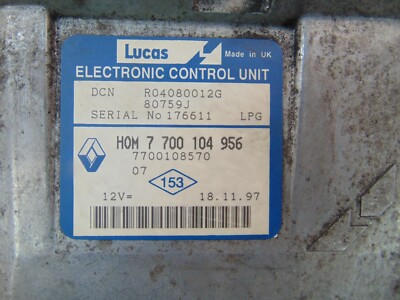 Lucas
Made in UK
ELECTRONIC CONTROL UNIT
DCN R04080012G
80759J
SERIAL No 176611 LPG
HOM 7 700 104 956
7700108570
07
153
12V= 18.11.97